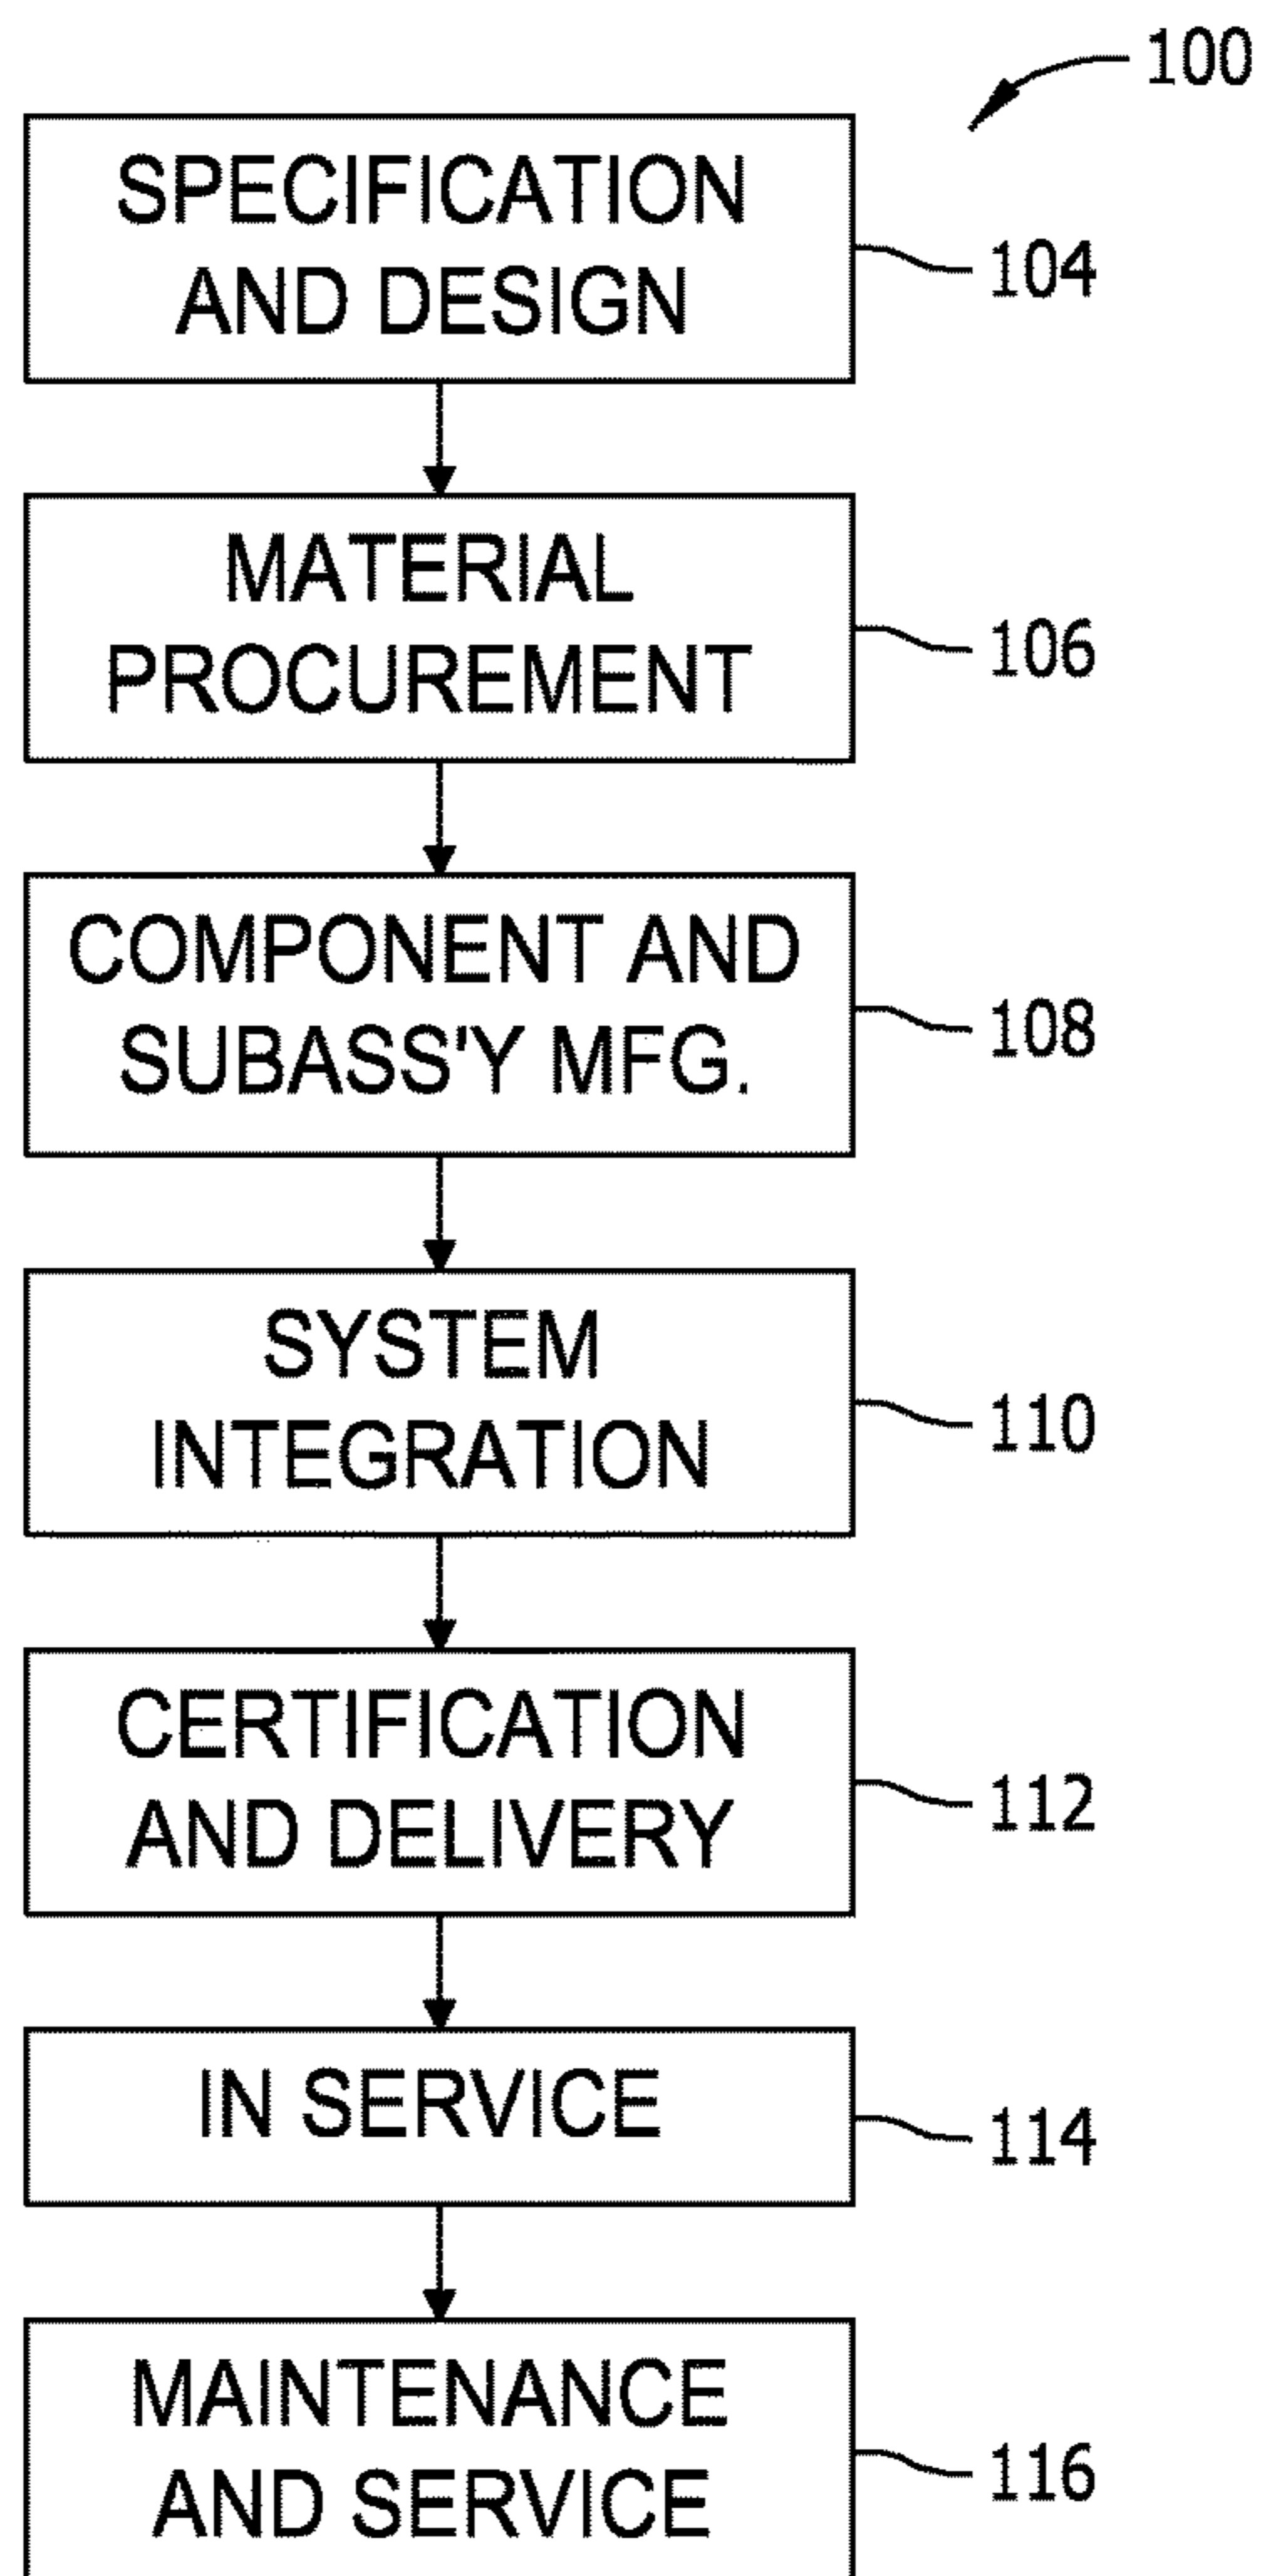 100
SPECIFICATION
AND DESIGN
104
MATERIAL
PROCUREMENT
106
COMPONENT AND
SUBASS'Y MFG.
108
SYSTEM
INTEGRATION
110
CERTIFICATION
AND DELIVERY
112
IN SERVICE
114
MAINTENANCE
AND SERVICE
116